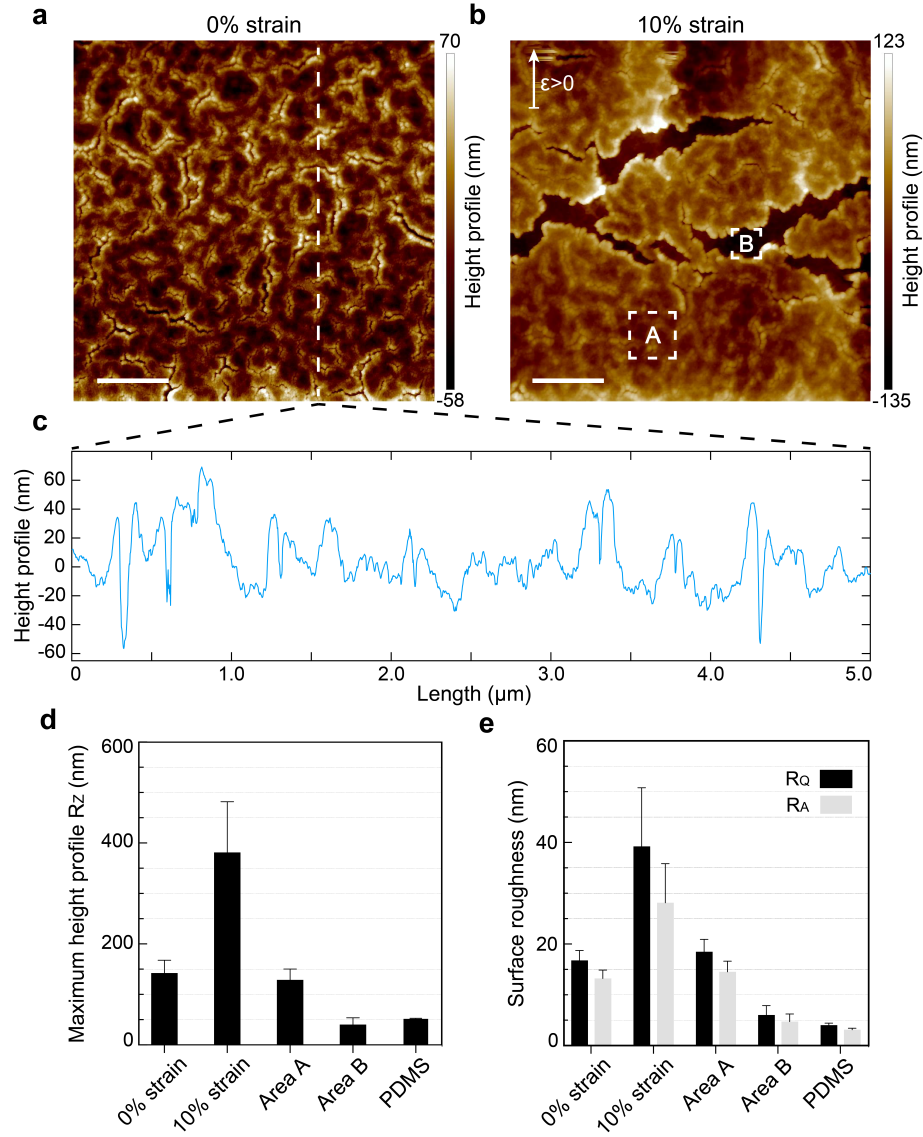 a
0% strain
70
Height profile (nm)
-58
b
10% strain
123
ε>0
B
A
Height profile (nm)
-135
c
Height profile (nm)
60
40
20
0
-20
-40
-60
0
1.0
2.0
3.0
4.0
5.0
Length (µm)
d
Maximum height profile RZ (nm)
600
400
200
0
0% strain
10% strain
Area A
Area B
PDMS
e
Surface roughness (nm)
60
40
20
0
RQ
RA
0% strain
10% strain
Area A
Area B
PDMS